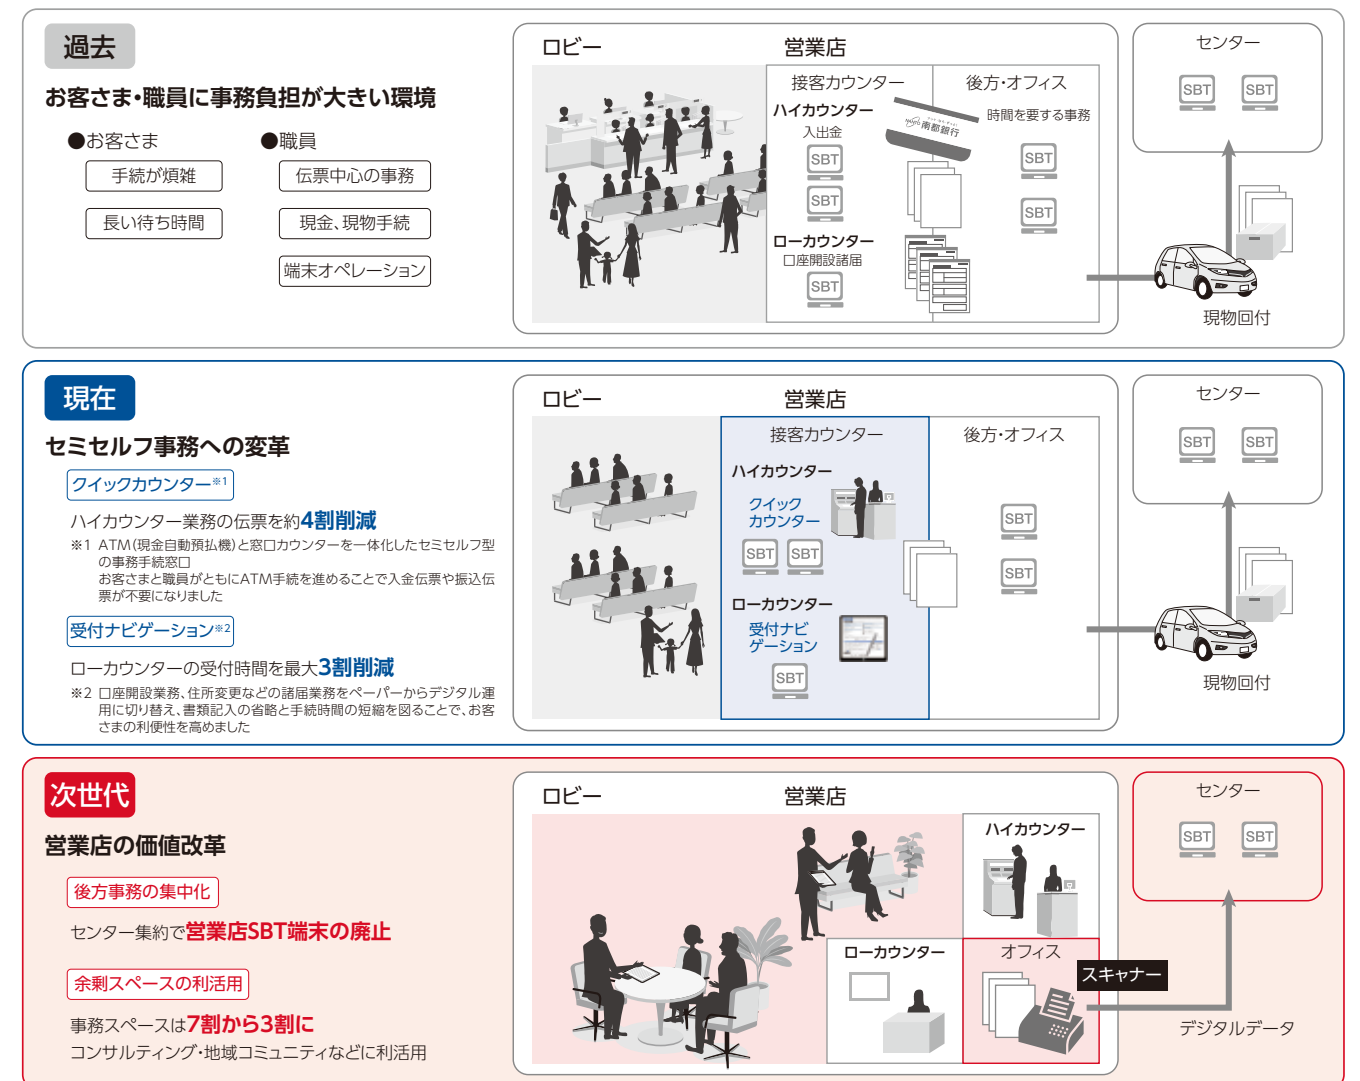 過去
お客さま・職員に事務負担が大きい環境
●お客さま
手続が煩雑
長い待ち時間
●職員
伝票中心の事務
現金、現物手続
端末オペレーション
ロビー
営業店
接客カウンター
ハイカウンター
入出金
SBT
SBT
ローカウンター
口座開設諸届
SBT
南都銀行
後方・オフィス
時間を要する事務
SBT
SBT
センター
SBT
SBT
現物回付
現在
セミセルフ事務への変革
クイックカウンター※1
ハイカウンター業務の伝票を約4割削減
※1 ATM(現金自動預払機)と窓口カウンターを一体化したセミセルフ型
の事務手続窓口
お客さまと職員がともにATM手続を進めることで入金伝票や振込伝
票が不要になりました
受付ナビゲーション※2
ローカウンターの受付時間を最大3割削減
※2 口座開設業務、住所変更などの諸届業務をペーパーからデジタル運
用に切り替え、書類記入の省略と手続時間の短縮を図ることで、お客
さまの利便性を高めました
ロビー
営業店
接客カウンター
ハイカウンター
クイック
カウンター
SBT
SBT
ローカウンター
受付ナビ
ゲーション
SBT
後方・オフィス
SBT
SBT
センター
SBT
SBT
現物回付
次世代
営業店の価値改革
後方事務の集中化
センター集約で営業店SBT端末の廃止
余剰スペースの利活用
事務スペースは7割から3割に
コンサルティング・地域コミュニティなどに利活用
ロビー
営業店
ハイカウンター
ローカウンター
オフィス
スキャナー
センター
SBT
SBT
デジタルデータ